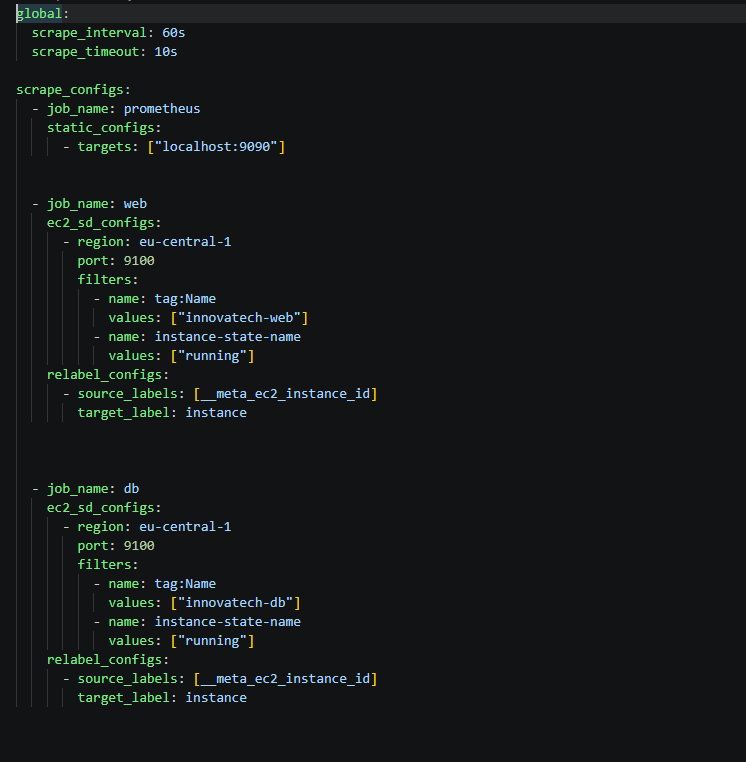 global:
  scrape_interval: 60s
  scrape_timeout: 10s

scrape_configs:
  - job_name: prometheus
    static_configs:
      - targets: ["localhost:9090"]


  - job_name: web
    ec2_sd_configs:
      - region: eu-central-1
        port: 9100
        filters:
          - name: tag:Name
            values: ["innovatech-web"]
          - name: instance-state-name
            values: ["running"]
    relabel_configs:
      - source_labels: [__meta_ec2_instance_id]
        target_label: instance



  - job_name: db
    ec2_sd_configs:
      - region: eu-central-1
        port: 9100
        filters:
          - name: tag:Name
            values: ["innovatech-db"]
          - name: instance-state-name
            values: ["running"]
    relabel_configs:
      - source_labels: [__meta_ec2_instance_id]
        target_label: instance